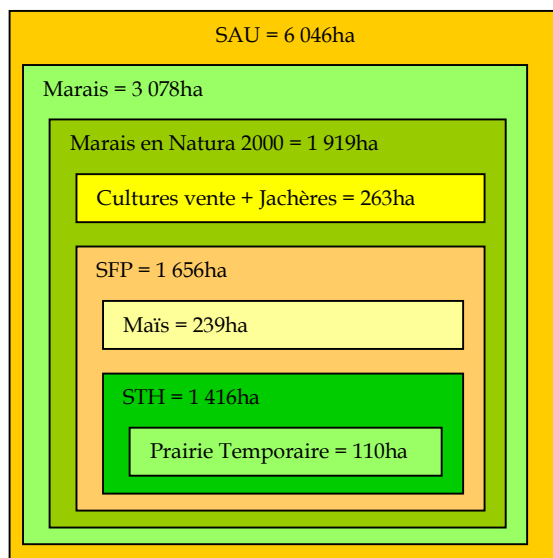 SAU = 6 046ha
Marais = 3 078ha
Marais en Natura 2000 = 1 919ha
Cultures vente + Jachères = 263ha
SFP = 1 656ha
Maïs = 239ha
STH = 1 416ha
Prairie Temporaire = 110ha